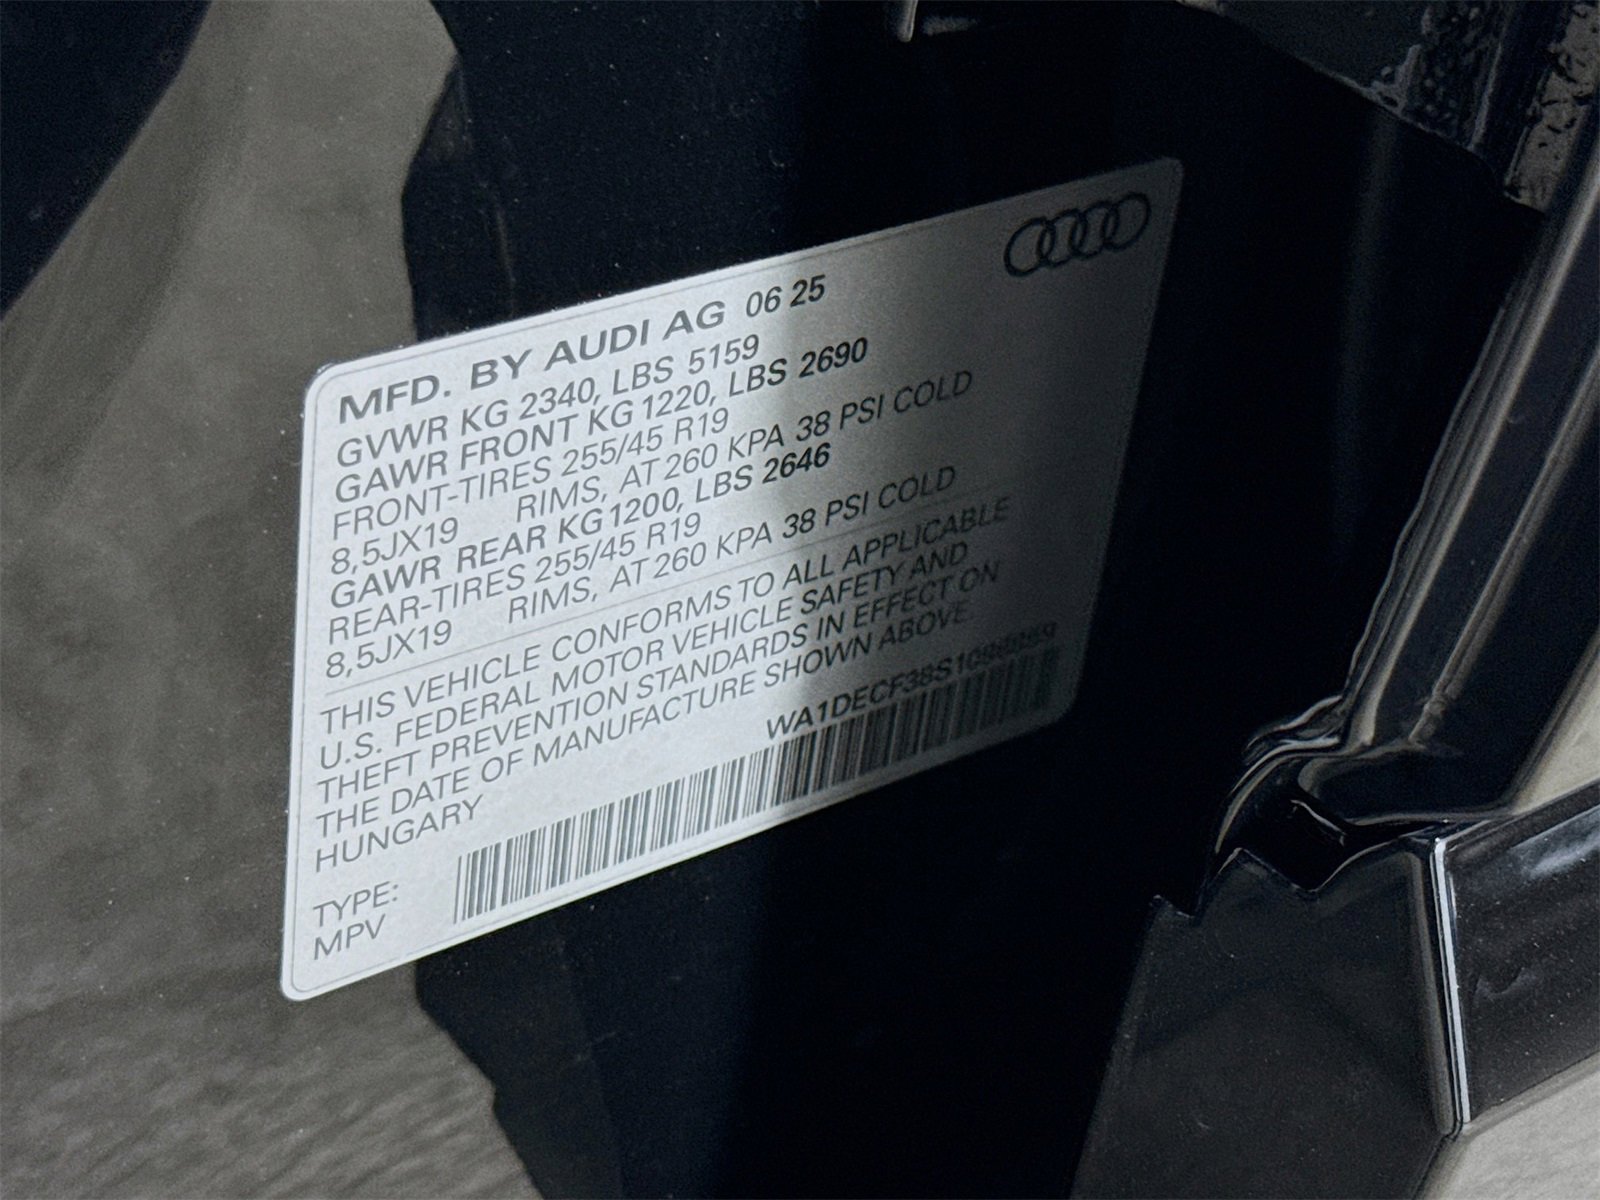 MFD. BY AUDI AG 06 25
GVWR KG 2340, LBS 5159
GAWR FRONT KG 1220, LBS 2690
FRONT-TIRES 255/45 R19
8,5JX19 RIMS, AT 260 KPA 38 PSI COLD
GAWR REAR KG 1200, LBS 2646
REAR-TIRES 255/45 R19
8,5JX19 RIMS, AT 260 KPA 38 PSI COLD
THIS VEHICLE CONFORMS TO ALL APPLICABLE
U.S. FEDERAL MOTOR VEHICLE SAFETY AND
THEFT PREVENTION STANDARDS IN EFFECT ON
THE DATE OF MANUFACTURE SHOWN ABOVE.
HUNGARY
TYPE:
MPV